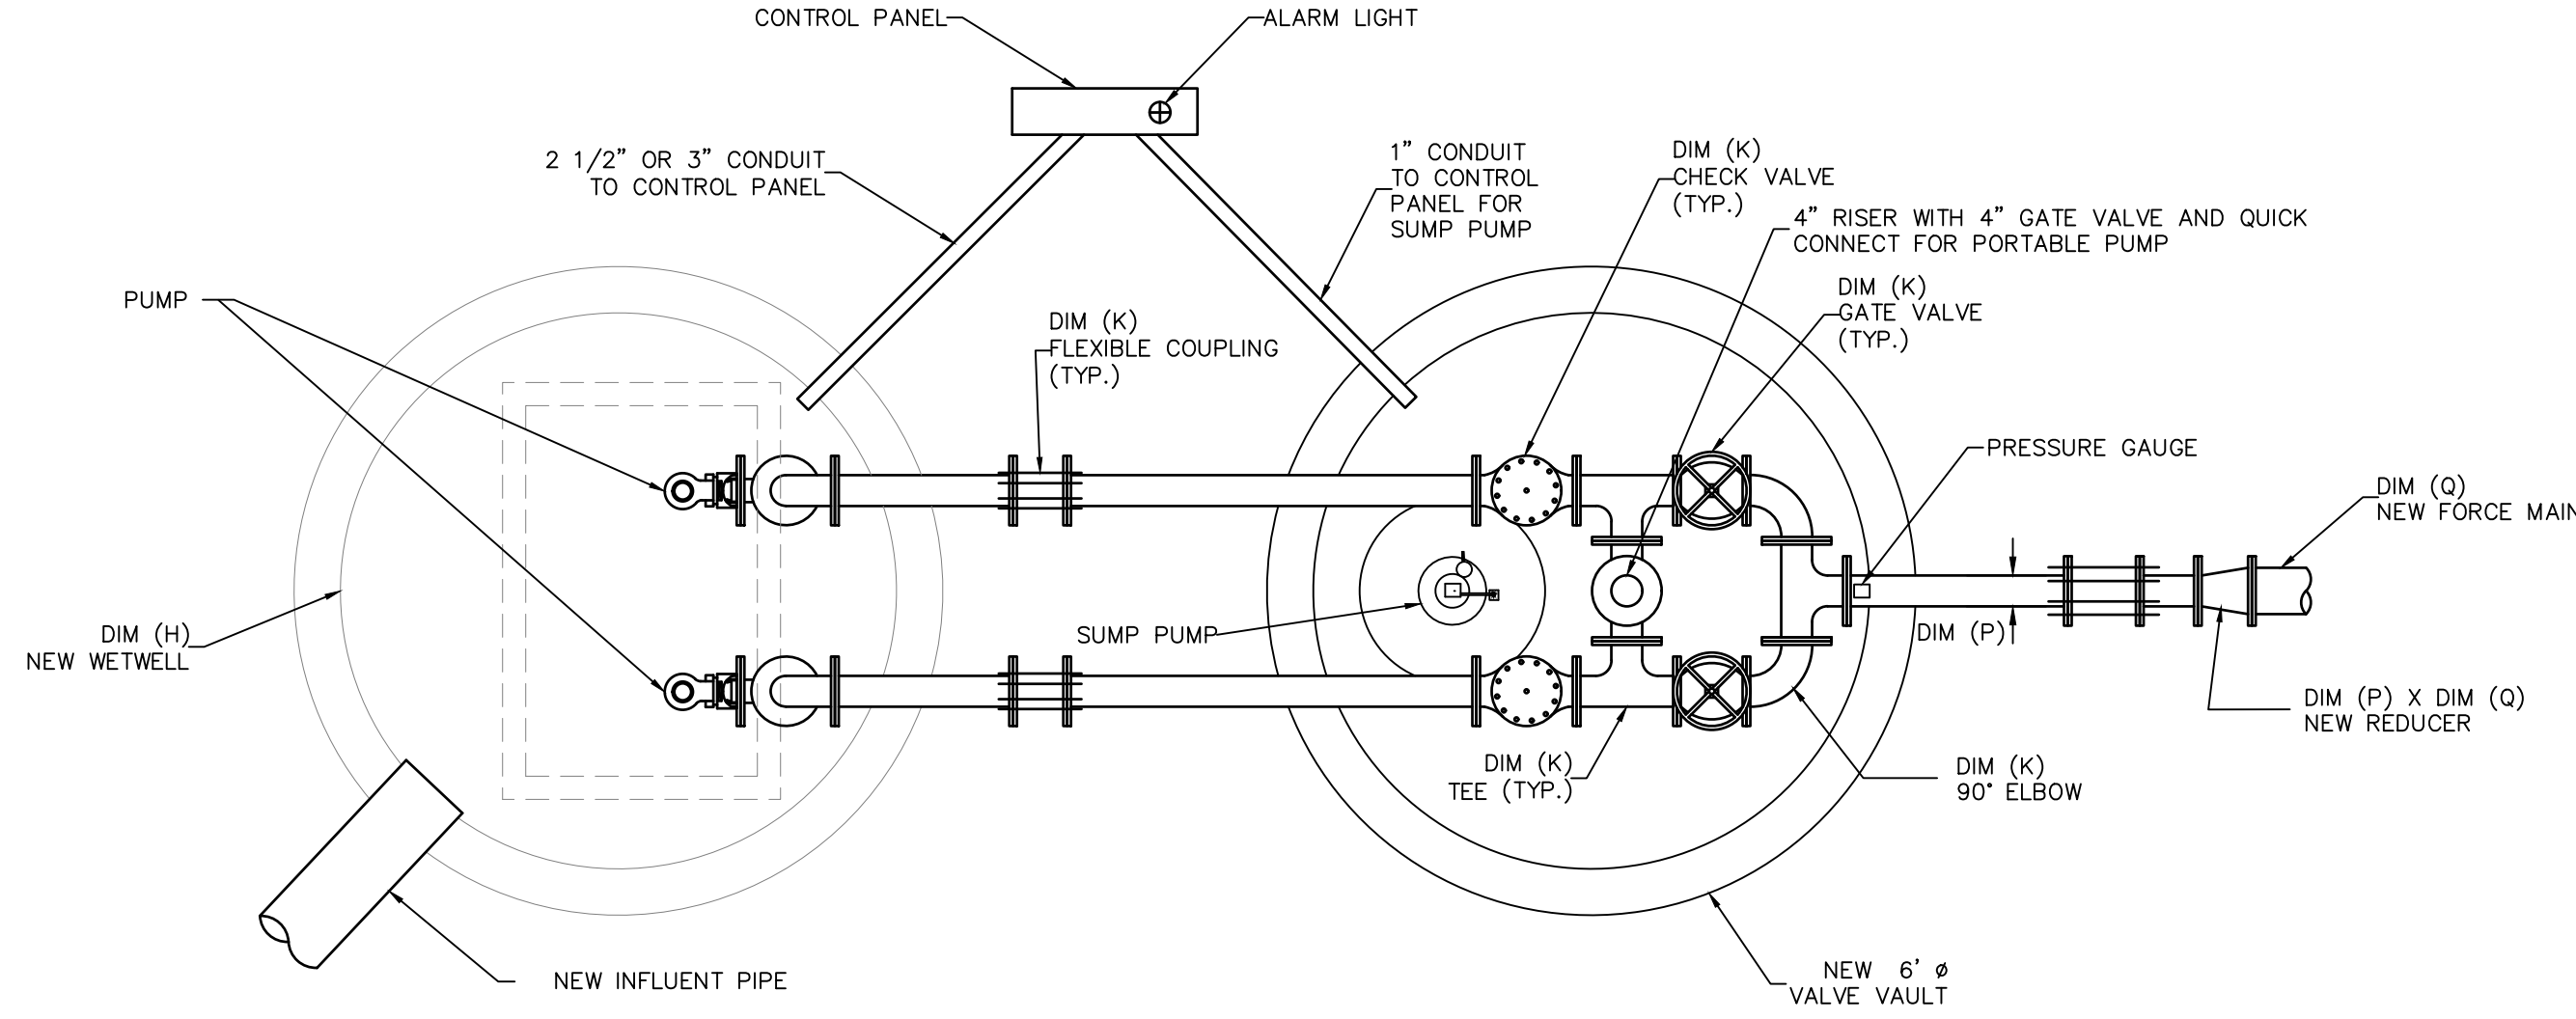 CONTROL PANEL
ALARM LIGHT
2 1/2" OR 3" CONDUIT
TO CONTROL PANEL
1" CONDUIT
TO CONTROL
PANEL FOR
SUMP PUMP
DIM (K)
CHECK VALVE
(TYP.)
4" RISER WITH 4" GATE VALVE AND QUICK
CONNECT FOR PORTABLE PUMP
PUMP
DIM (K)
FLEXIBLE COUPLING
(TYP.)
DIM (K)
GATE VALVE
(TYP.)
PRESSURE GAUGE
DIM (Q)
NEW FORCE MAIN
DIM (H)
NEW WETWELL
SUMP PUMP
DIM (P)
DIM (P) X DIM (Q)
NEW REDUCER
DIM (K)
TEE (TYP.)
DIM (K)
90° ELBOW
NEW INFLUENT PIPE
NEW 6' ø
VALVE VAULT